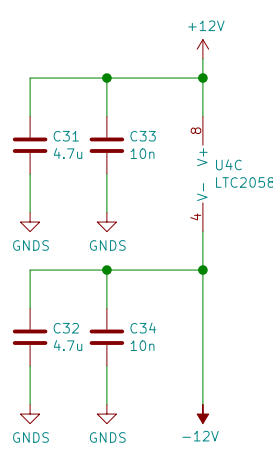 +12V
C31
4.7u
C33
10n
8
V+
U4C
LTC2058
V-
4
GNDS
GNDS
C32
4.7u
C34
10n
GNDS
GNDS
-12V